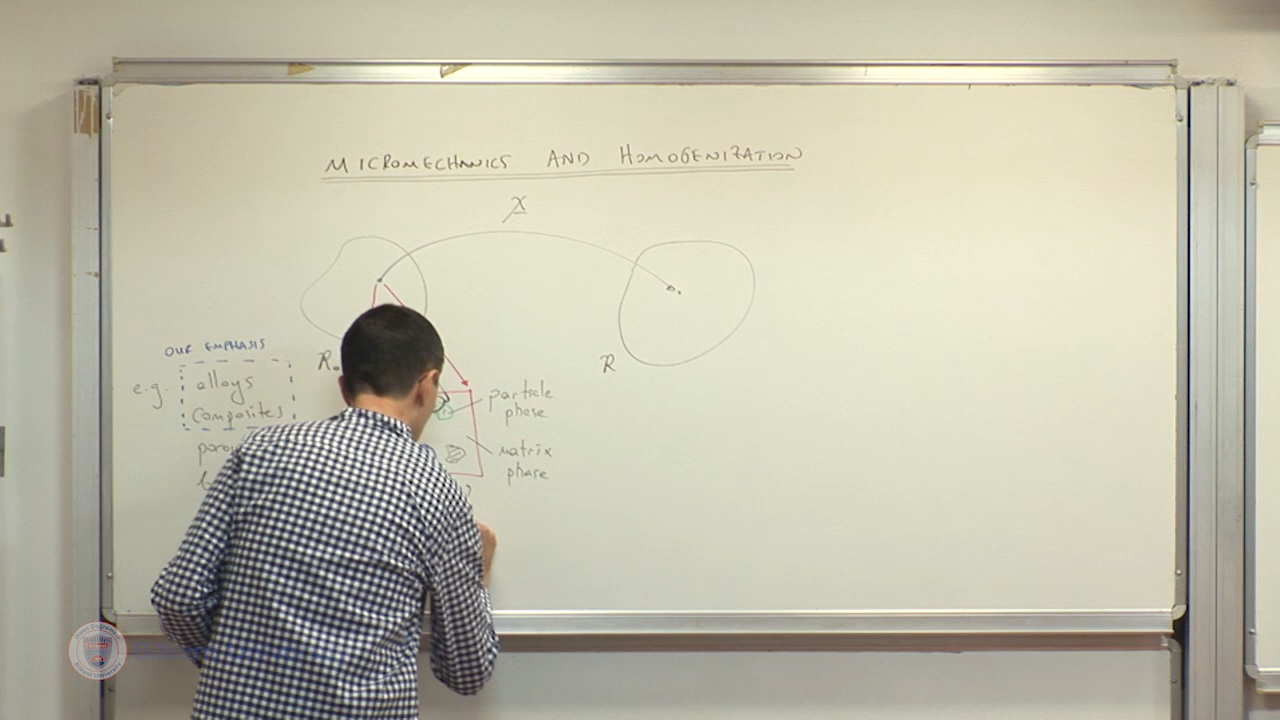 MICROMECHANICS AND HOMOGENIZATION
χ
R
OUR EMPHASIS
e.g. alloys
composites
particle
phase
matrix
phase